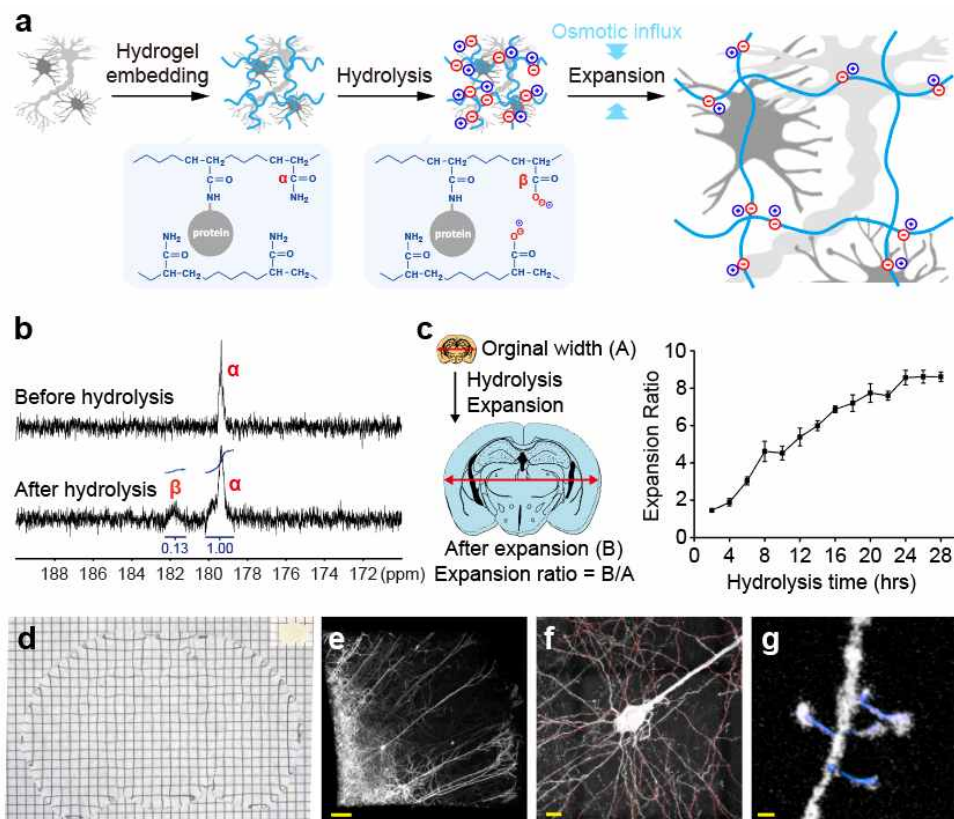 a
Hydrogel
embedding
Hydrolysis
Osmotic influx
Expansion
CH-CH₂
CH-CH₂
C=O
α C=O
NH
NH₂
protein
NH₂
NH₂
C=O
C=O
CH-CH₂
CH-CH₂
CH-CH₂
CH-CH₂
C=O
β C=O
NH
O
protein
NH₂
O
C=O
C=O
CH-CH₂
CH-CH₂
b
α
Before hydrolysis
After hydrolysis
β
α
0.13
1.00
188 186 184 182 180 178 176 174 172 (ppm)
c
Orginal width (A)
Hydrolysis
Expansion
After expansion (B)
Expansion ratio = B/A
Expansion Ratio
10
8
6
4
2
0
0 4 8 12 16 20 24 28
Hydrolysis time (hrs)
d
e
f
g